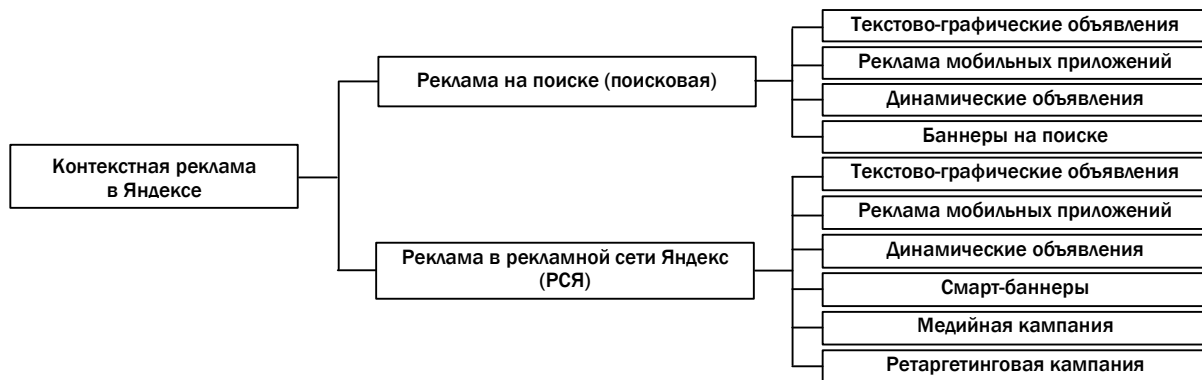 Контекстная реклама
в Яндексе
Реклама на поиске (поисковая)
Текстово-графические объявления
Реклама мобильных приложений
Динамические объявления
Баннеры на поиске
Реклама в рекламной сети Яндекс
(РСЯ)
Текстово-графические объявления
Реклама мобильных приложений
Динамические объявления
Смарт-баннеры
Медийная кампания
Ретаргетинговая кампания